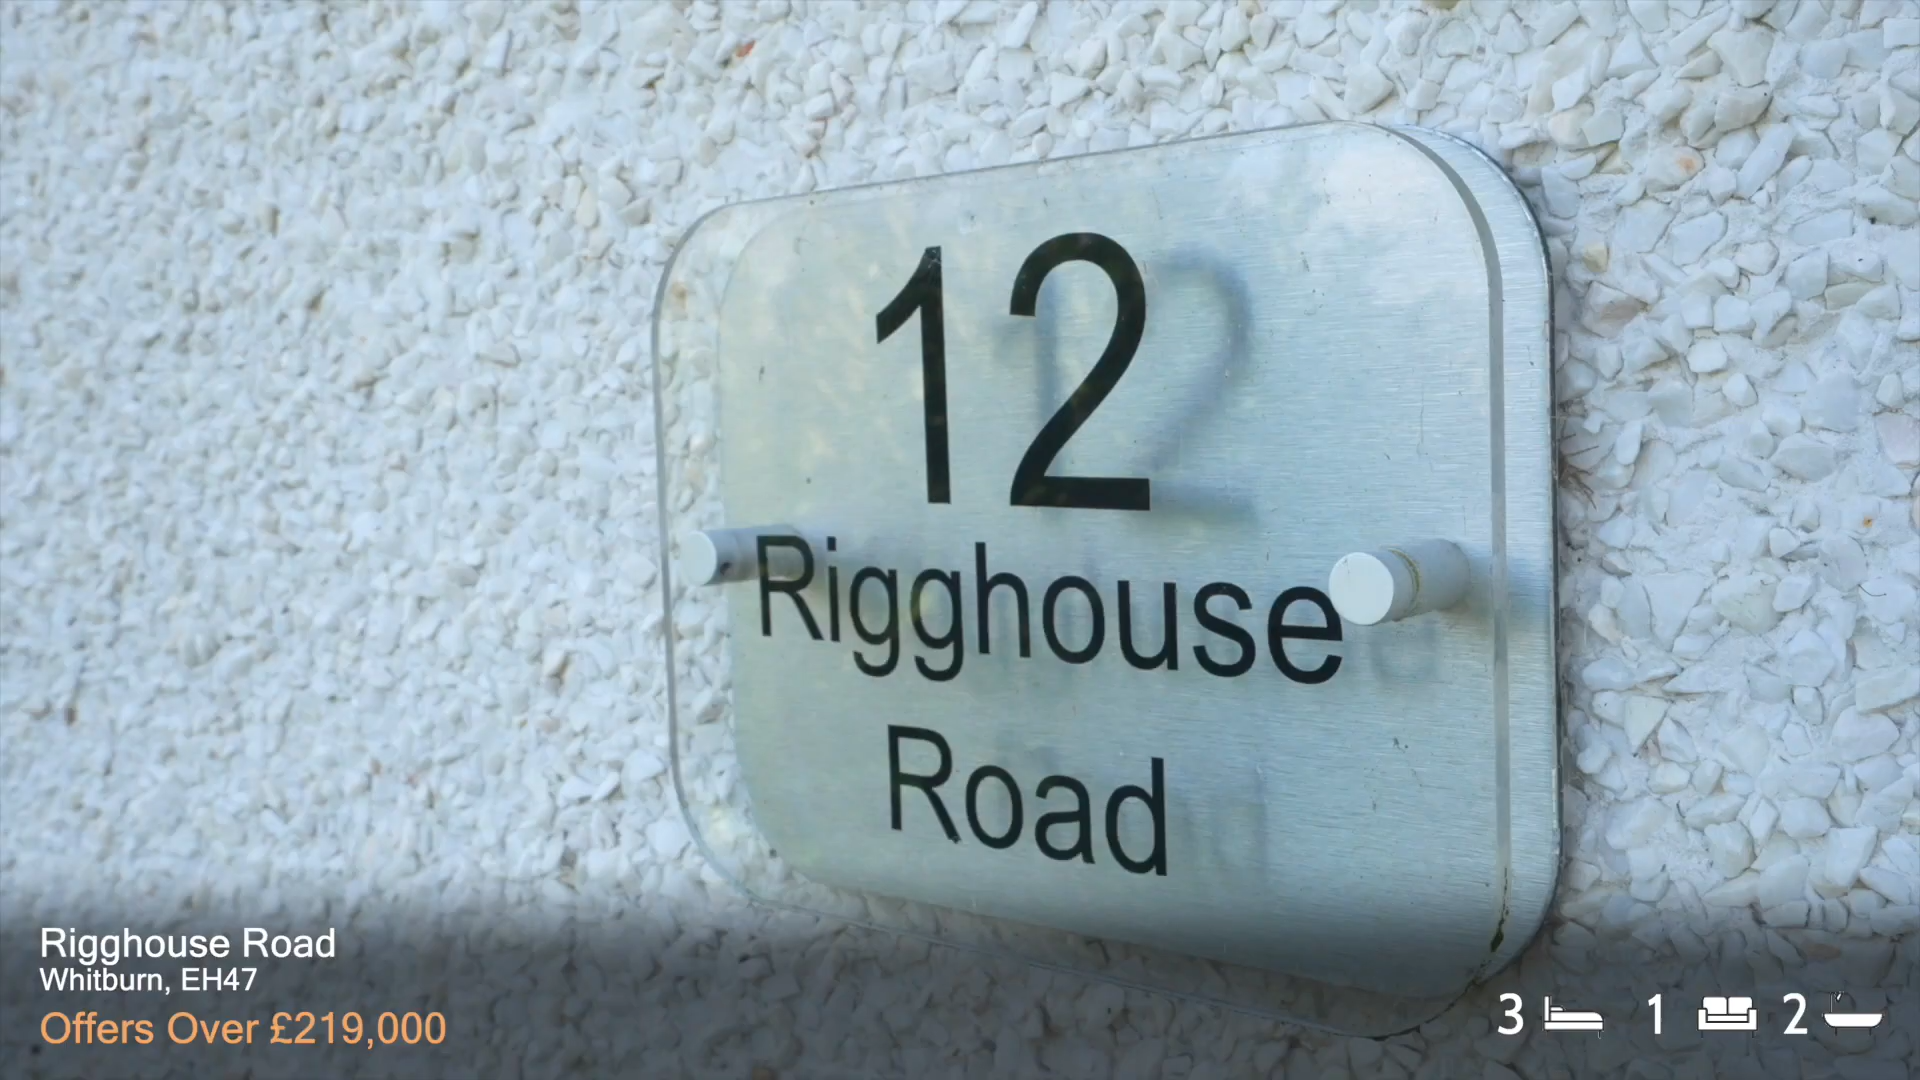 12
Rigghouse
Road
Rigghouse Road
Whitburn, EH47
Offers Over £219,000
3 1 2